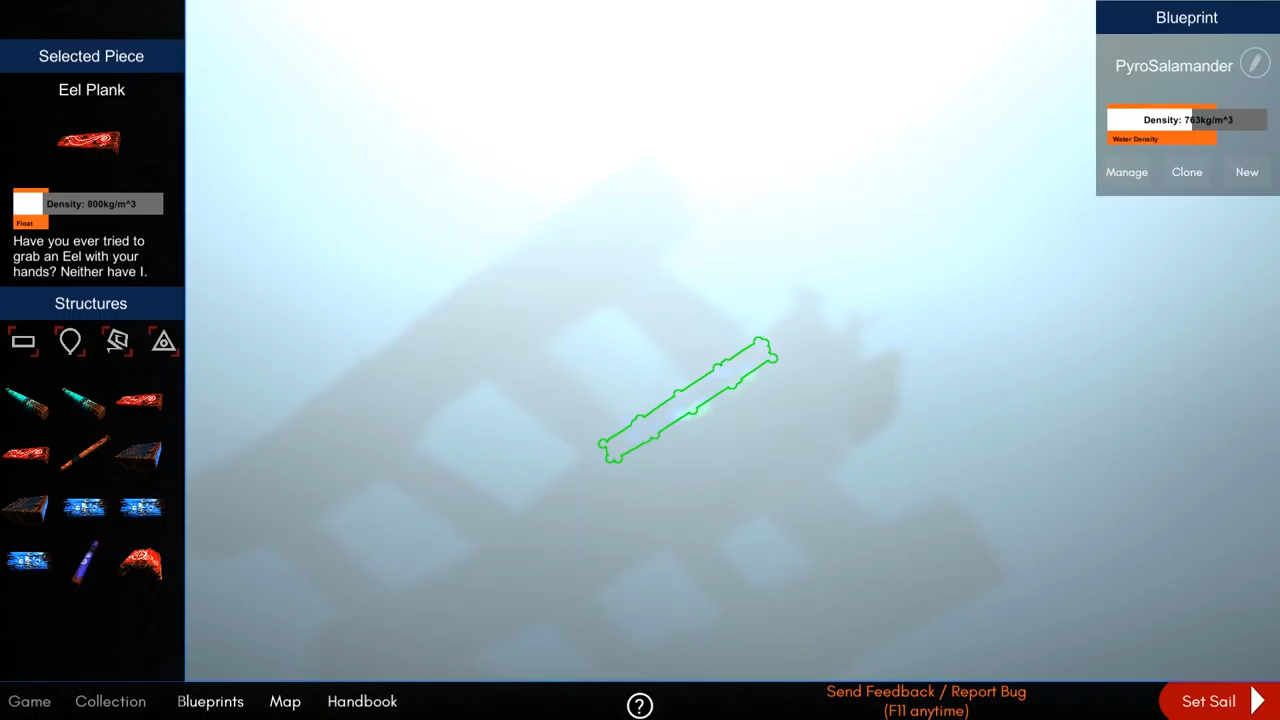 Selected Piece
Eel Plank
Density: 800kg/m^3
Float
Have you ever tried to
grab an Eel with your
hands? Neither have I.
Structures
Blueprint
PyroSalamander
Density: 763kg/m^3
Water Density
Manage
Clone
New
Game
Collection
Blueprints
Map
Handbook
?
Send Feedback / Report Bug
(F11 anytime)
Set Sail